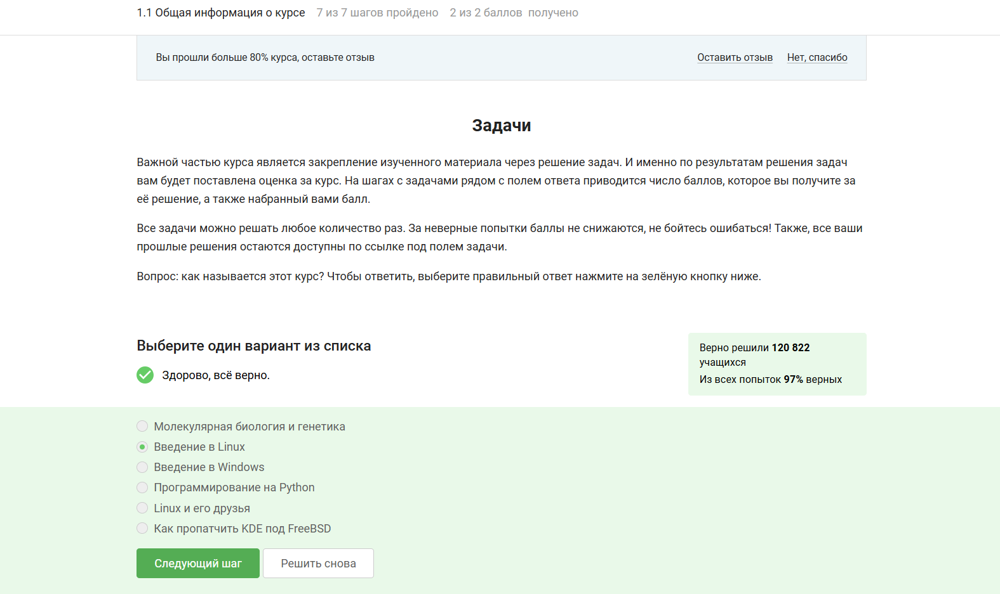 1.1 Общая информация о курсе 7 из 7 шагов пройдено 2 из 2 баллов получено
Вы прошли больше 80% курса, оставьте отзыв Оставить отзыв Нет, спасибо
Задачи
Важной частью курса является закрепление изученного материала через решение задач. И именно по результатам решения задач
вам будет поставлена оценка за курс. На шагах с задачами рядом с полем ответа приводится число баллов, которое вы получите за
её решение, а также набранный вами балл.
Все задачи можно решать любое количество раз. За неверные попытки баллы не снижаются, не бойтесь ошибаться! Также, все ваши
прошлые решения остаются доступны по ссылке под полем задачи.
Вопрос: как называется этот курс? Чтобы ответить, выберите правильный ответ нажмите на зелёную кнопку ниже.
Выберите один вариант из списка
Здорово, всё верно.
Верно решили 120 822
учащихся
Из всех попыток 97% верных
Молекулярная биология и генетика
Введение в Linux
Введение в Windows
Программирование на Python
Linux и его друзья
Как пропатчить KDE под FreeBSD
Следующий шаг Решить снова